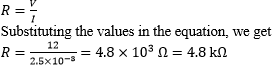 R = V/I
Substituting the values in the equation, we get
R = 12/(2.5×10⁻³) = 4.8 × 10³ Ω = 4.8 kΩ